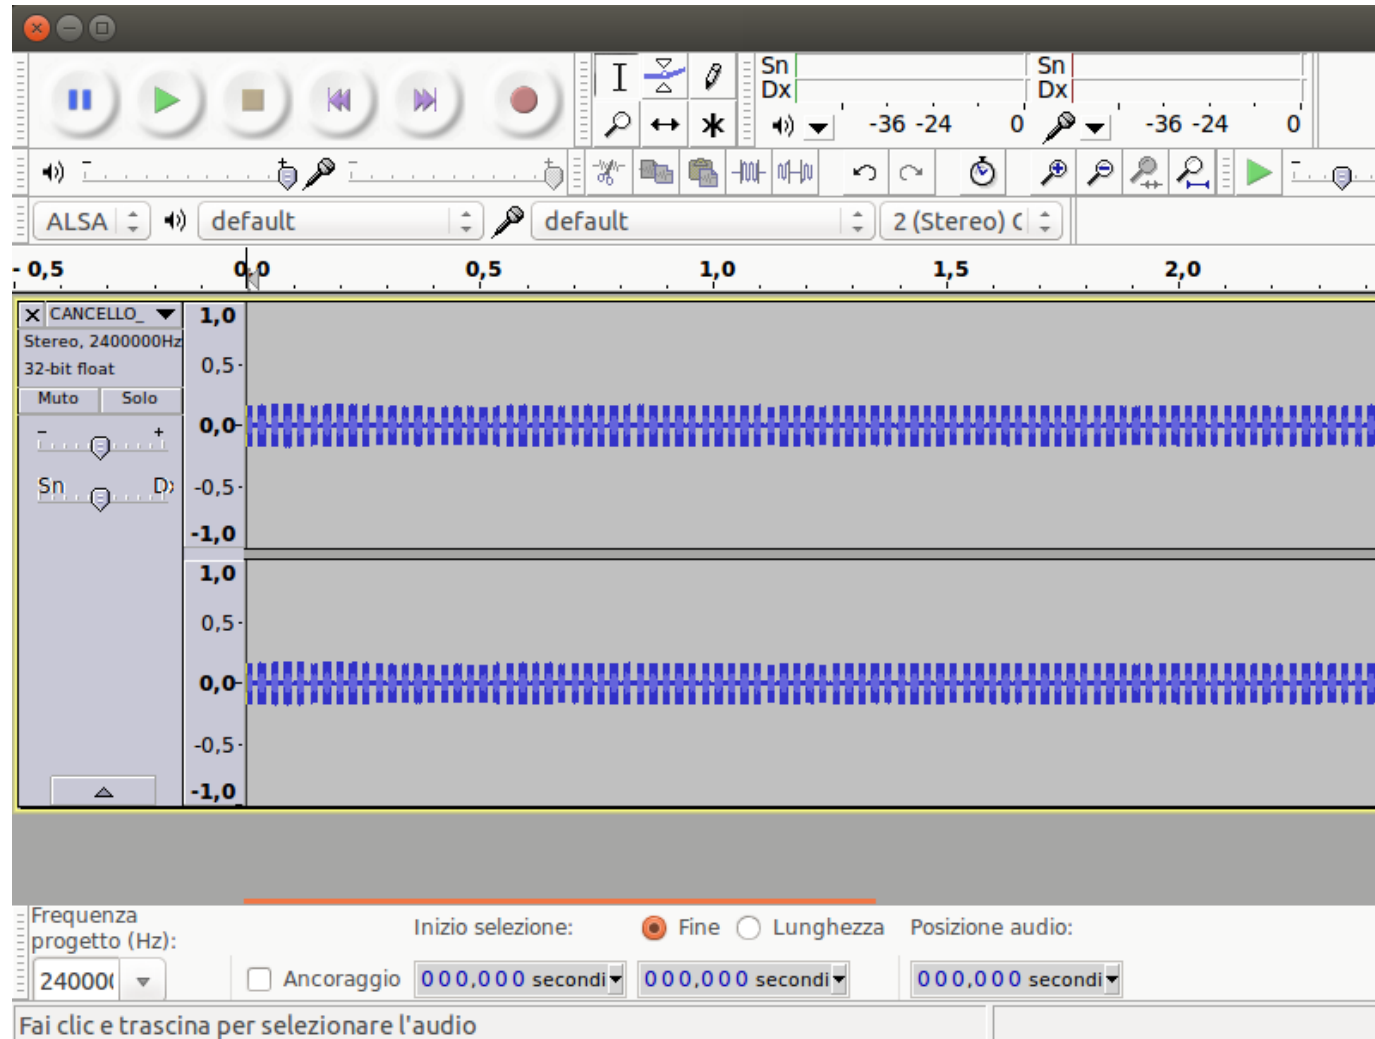 Sn
Dx
-36 -24 0
Sn
Dx
-36 -24 0
- +
- +
-
ALSA default default 2 (Stereo) C
- 0,5 0,0 0,5 1,0 1,5 2,0
X CANCELLO_
Stereo, 2400000Hz
32-bit float
Muto Solo
- +
Sn D
1,0
0,5
0,0
-0,5
-1,0
1,0
0,5
0,0
-0,5
-1,0
Frequenza
progetto (Hz):
Inizio selezione: Fine Lunghezza Posizione audio:
24000 Ancoraggio 000,000 secondi 000,000 secondi 000,000 secondi
Fai clic e trascina per selezionare l'audio